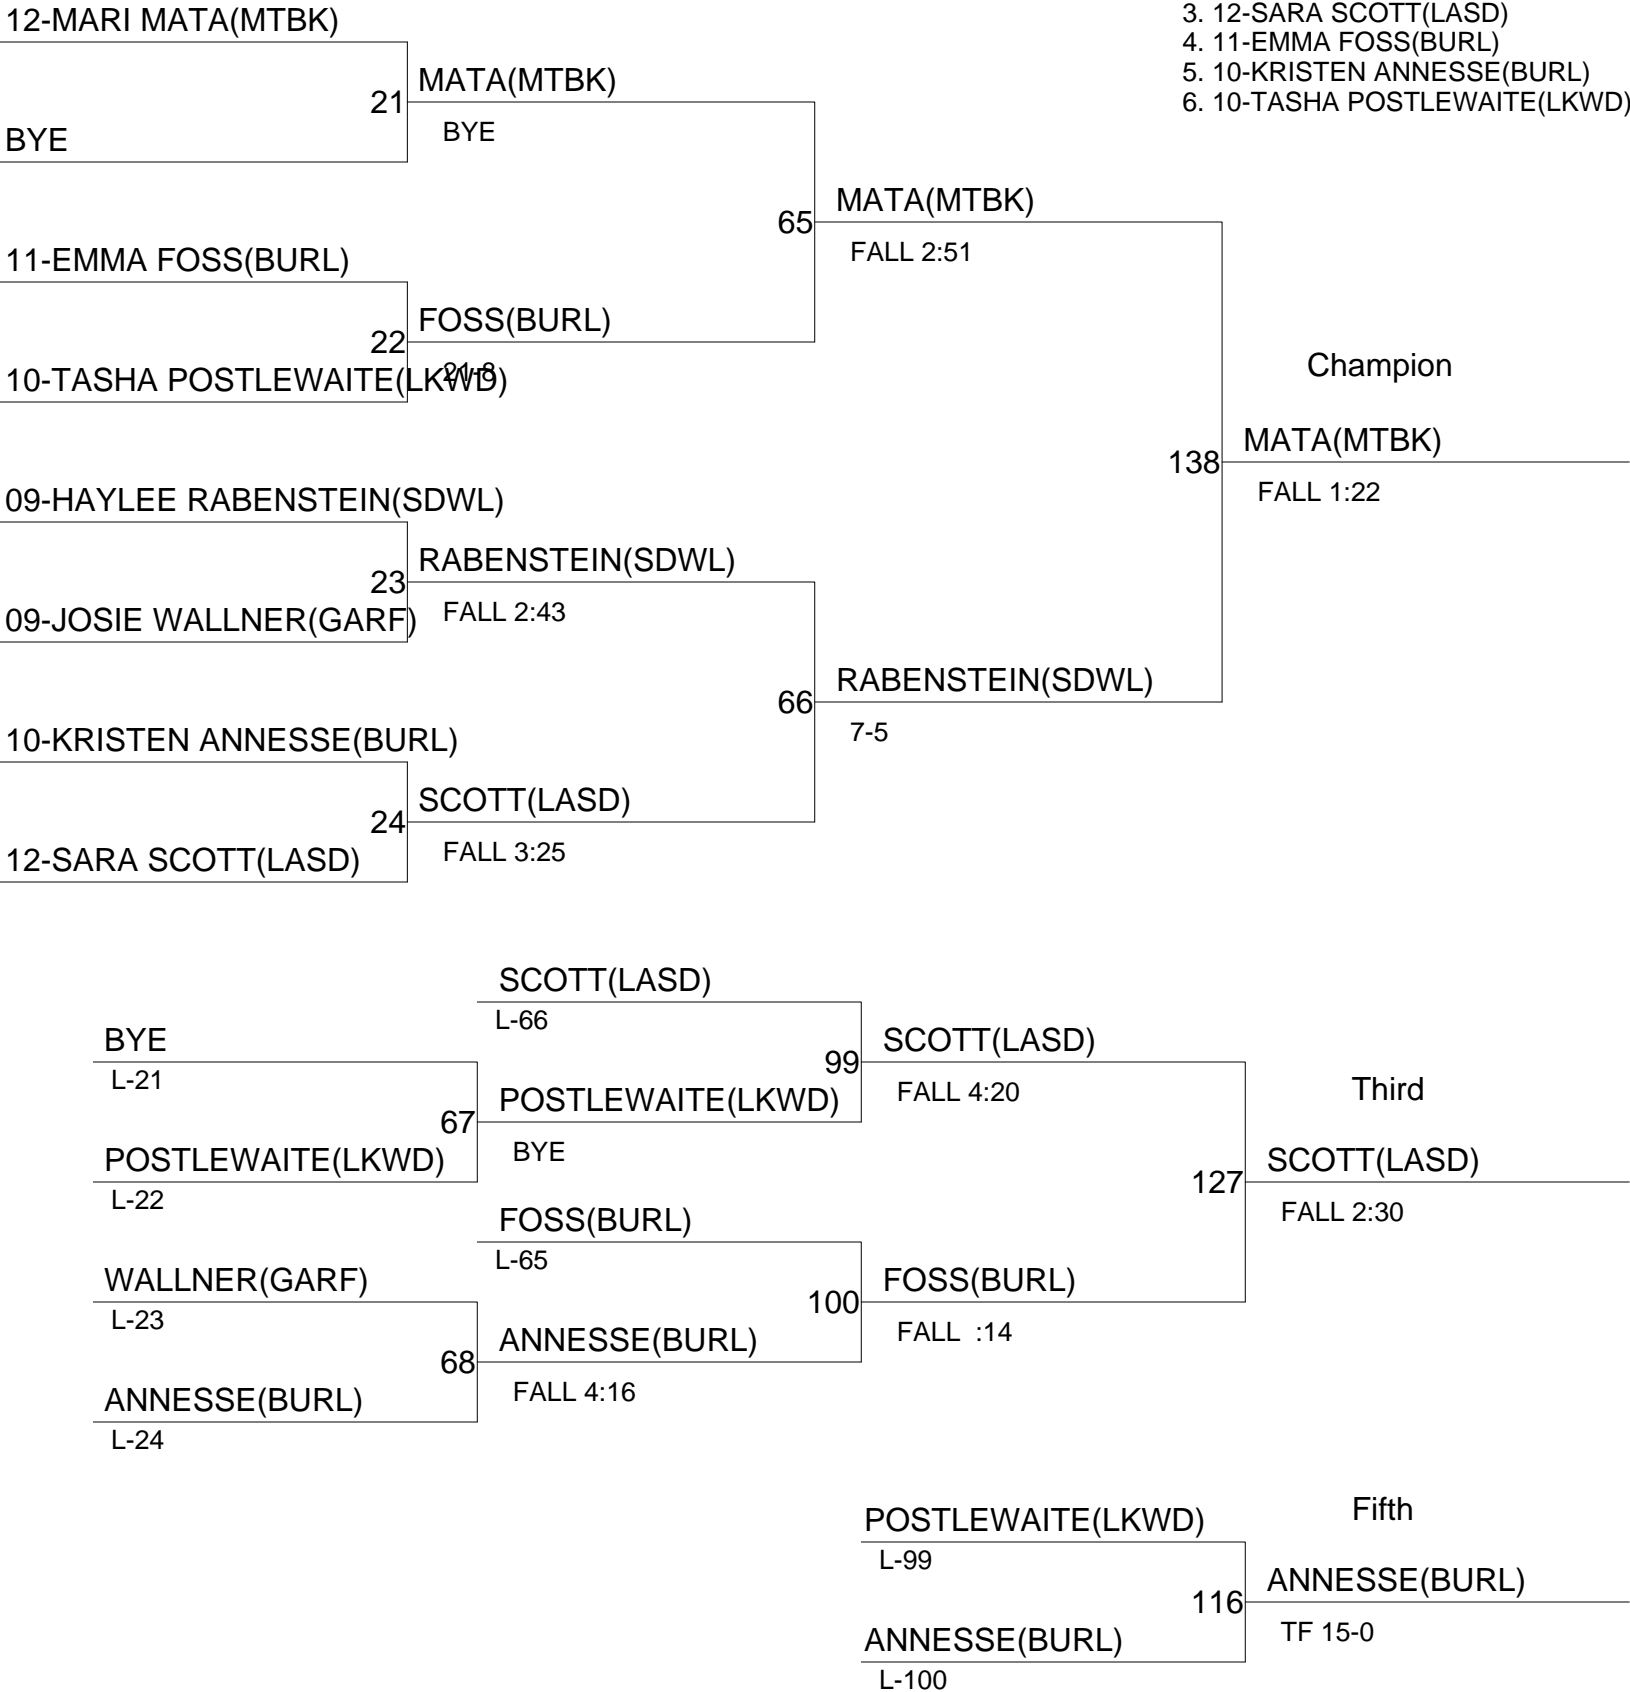 12-MARI MATA(MTBK)
3. 12-SARA SCOTT(LASD)
4. 11-EMMA FOSS(BURL)
5. 10-KRISTEN ANNESSE(BURL)
6. 10-TASHA POSTLEWAITE(LKWD)
MATA(MTBK)
21
BYE
BYE
MATA(MTBK)
65
FALL 2:51
11-EMMA FOSS(BURL)
FOSS(BURL)
22
21-8
10-TASHA POSTLEWAITE(LKWD)
Champion
MATA(MTBK)
138
FALL 1:22
09-HAYLEE RABENSTEIN(SDWL)
RABENSTEIN(SDWL)
23
FALL 2:43
09-JOSIE WALLNER(GARF)
RABENSTEIN(SDWL)
66
7-5
10-KRISTEN ANNESSE(BURL)
SCOTT(LASD)
24
FALL 3:25
12-SARA SCOTT(LASD)
SCOTT(LASD)
L-66
BYE
L-21
SCOTT(LASD)
99
FALL 4:20
POSTLEWAITE(LKWD)
67
BYE
POSTLEWAITE(LKWD)
L-22
Third
SCOTT(LASD)
127
FALL 2:30
FOSS(BURL)
L-65
WALLNER(GARF)
L-23
FOSS(BURL)
100
FALL :14
ANNESSE(BURL)
68
FALL 4:16
ANNESSE(BURL)
L-24
Fifth
POSTLEWAITE(LKWD)
L-99
ANNESSE(BURL)
116
TF 15-0
ANNESSE(BURL)
L-100